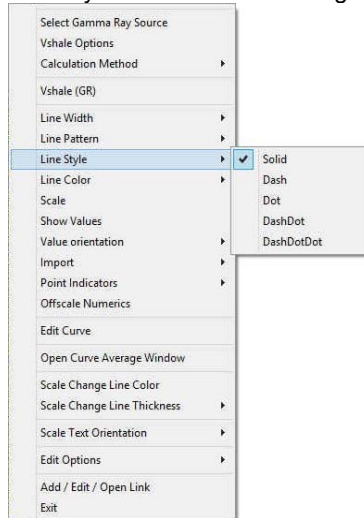 Select Gamma Ray Source
Vshale Options
Calculation Method
Vshale (GR)
Line Width
Line Pattern
Line Style
Line Color
Scale
Show Values
Value orientation
Import
Point Indicators
Offscale Numerics
Edit Curve
Open Curve Average Window
Scale Change Line Color
Scale Change Line Thickness
Scale Text Orientation
Edit Options
Add / Edit / Open Link
Exit
Solid
Dash
Dot
DashDot
DashDotDot